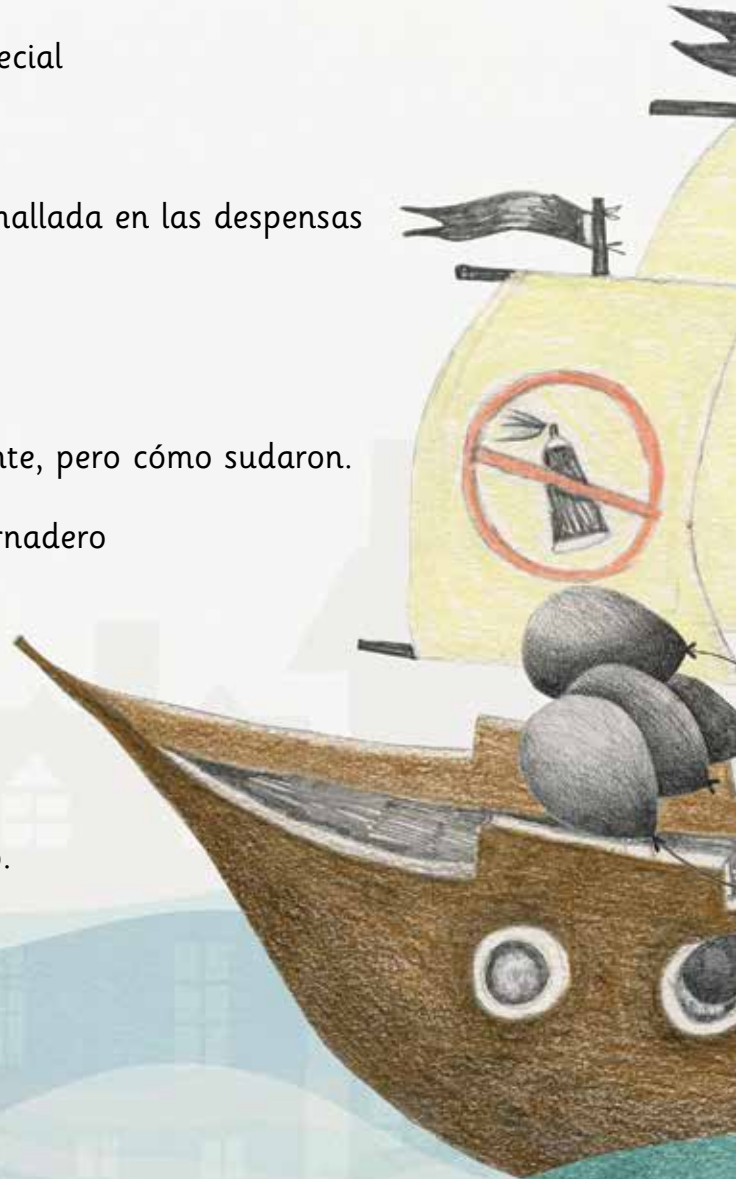 ecial
hallada en las despensas
nte, pero cómo sudaron.
rnadero
.